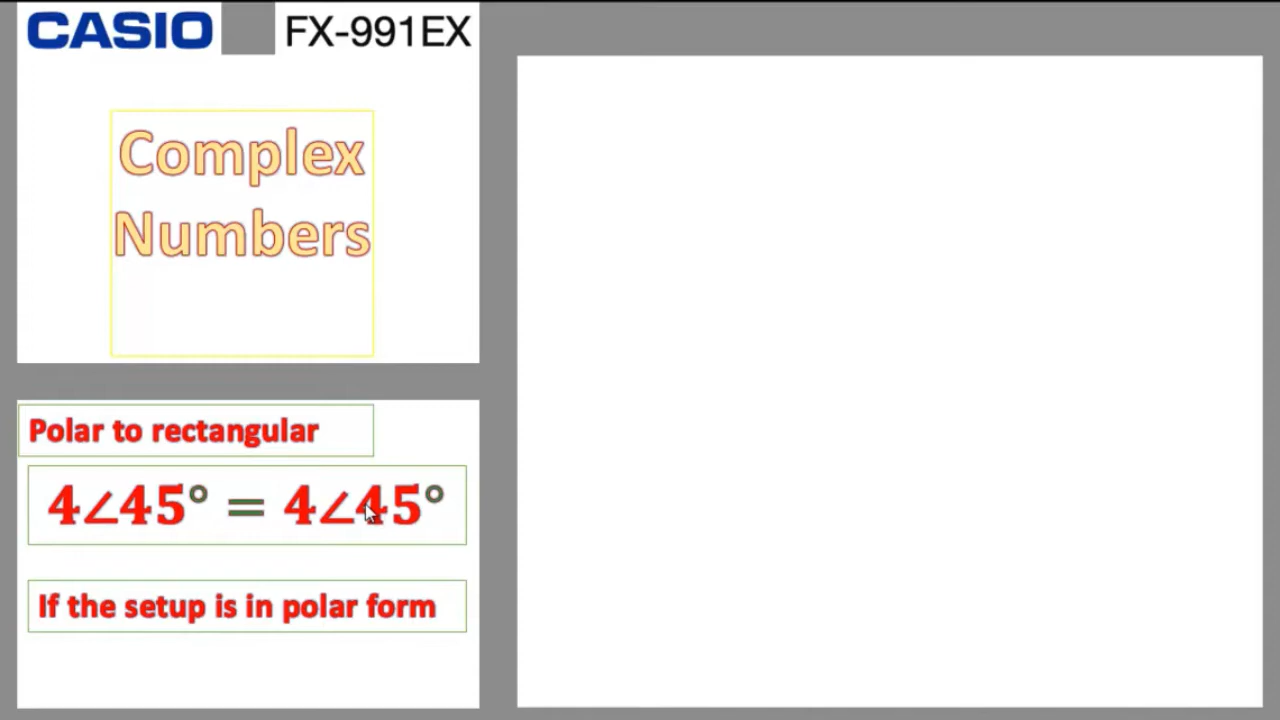 CASIO FX-991EX
Complex
Numbers
Polar to rectangular
4∠45° = 4∠45°
If the setup is in polar form